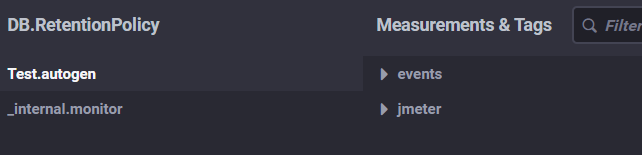 DB.RetentionPolicy
Measurements & Tags
Filter
Test.autogen
events
_internal.monitor
jmeter